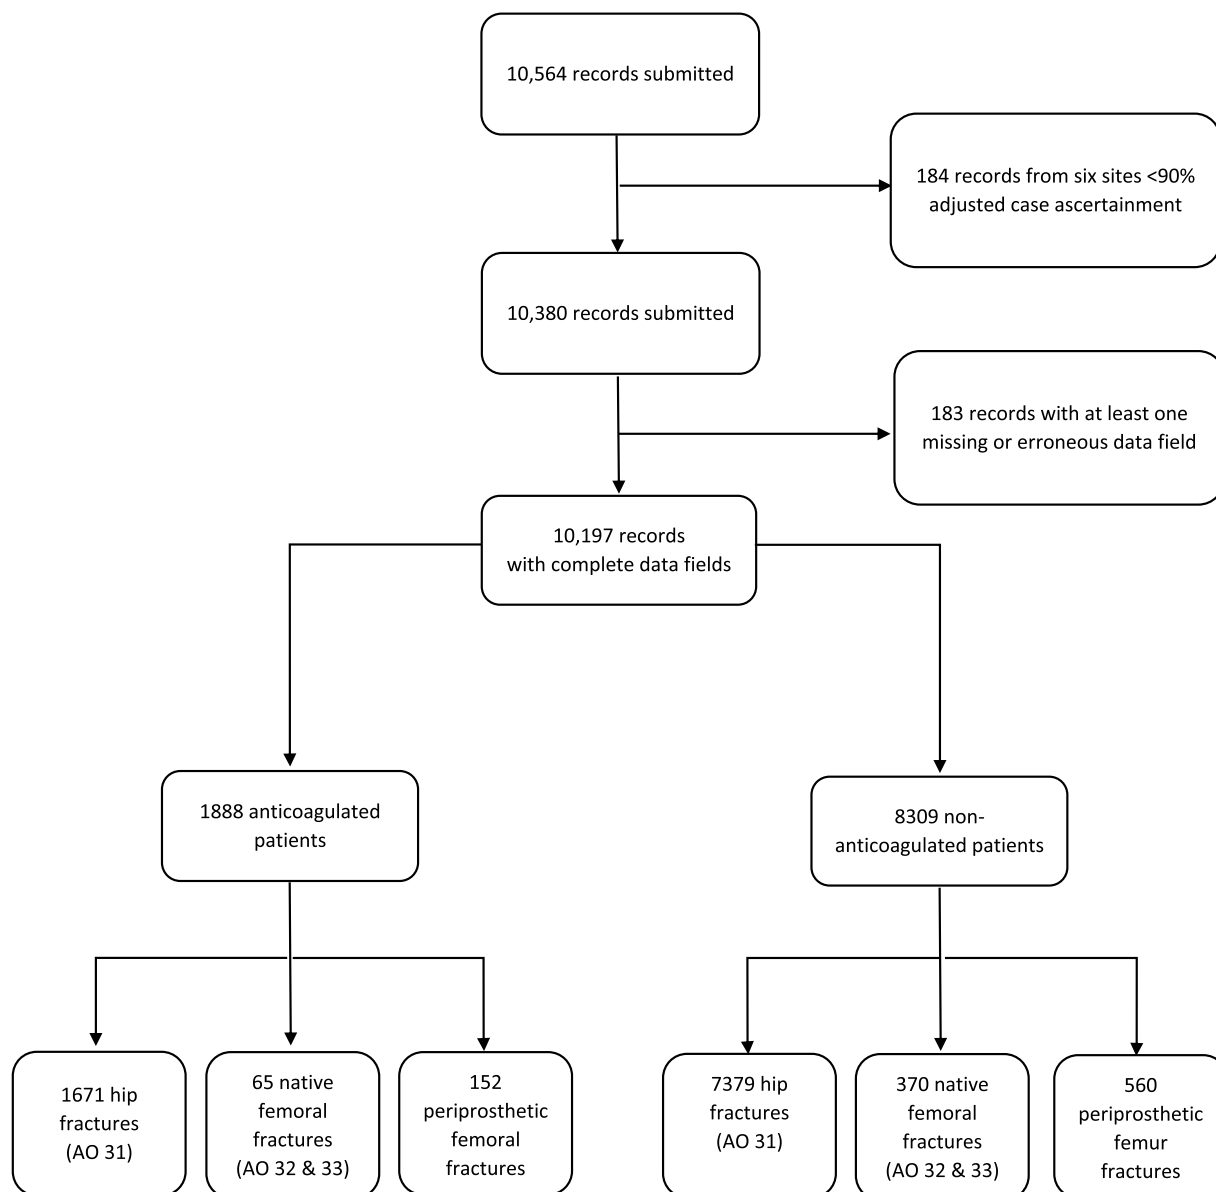 10,564 records submitted
184 records from six sites <90%
adjusted case ascertainment
10,380 records submitted
183 records with at least one
missing or erroneous data field
10,197 records
with complete data fields
1888 anticoagulated
patients
8309 non-
anticoagulated patients
1671 hip
fractures
(AO 31)
65 native
femoral
fractures
(AO 32 & 33)
152
periprosthetic
femoral
fractures
7379 hip
fractures
(AO 31)
370 native
femoral
fractures
(AO 32 & 33)
560
periprosthetic
femur
fractures